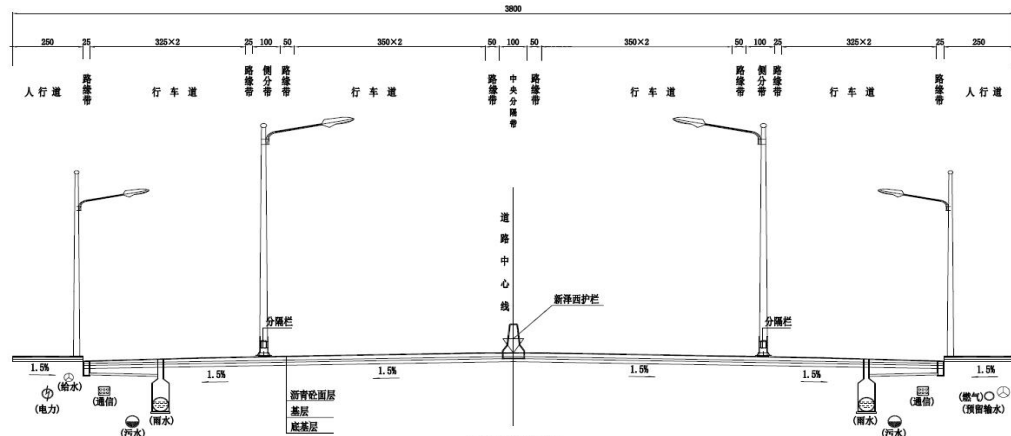 3800
250 25 325×2 25 100 50 350×2 50 100 50 350×2 50 100 25 325×2 25 250
人行道 路缘带 行车道 路缘带 侧分带 路缘带 行车道 路缘带 中央分隔带 路缘带 行车道 路缘带 侧分带 路缘带 行车道 路缘带 人行道
道路中心线
新泽西护栏
分隔栏 分隔栏
1.5% 1.5% 1.5% 1.5% 1.5% 1.5%
(给水) (电力) (通信) (雨水) (污水)
沥青砼面层
基层
底基层
(雨水) (污水) (通信) (燃气) (预留输水)